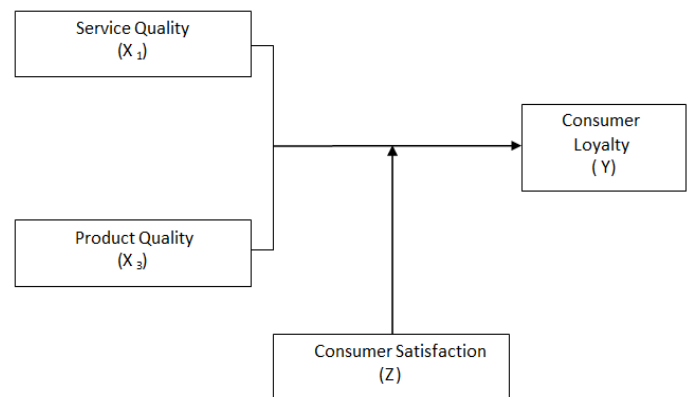 Service Quality
(X 1)
Consumer
Loyalty
( Y)
Product Quality
(X 3)
Consumer Satisfaction
(Z)